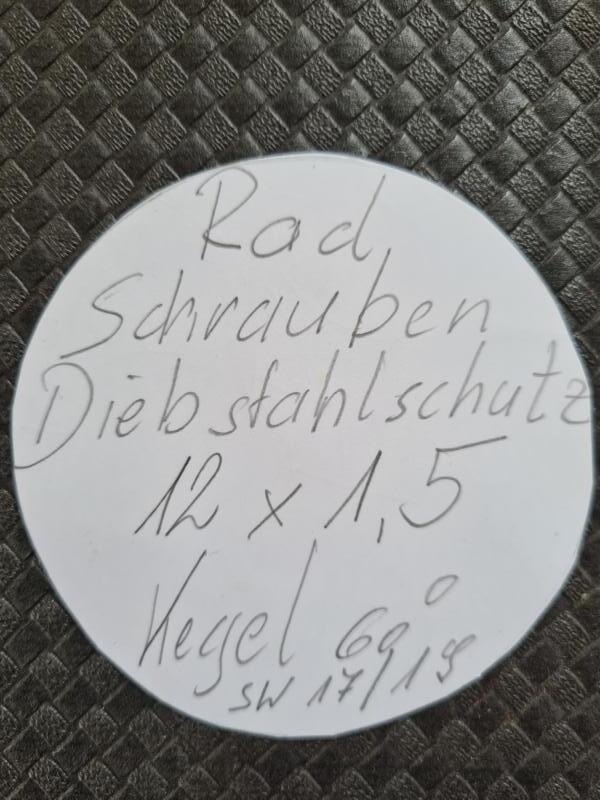 Rad
Schrauben
Diebstahlschutz
12 x 1,5
Kegel 60°
SW 17/19